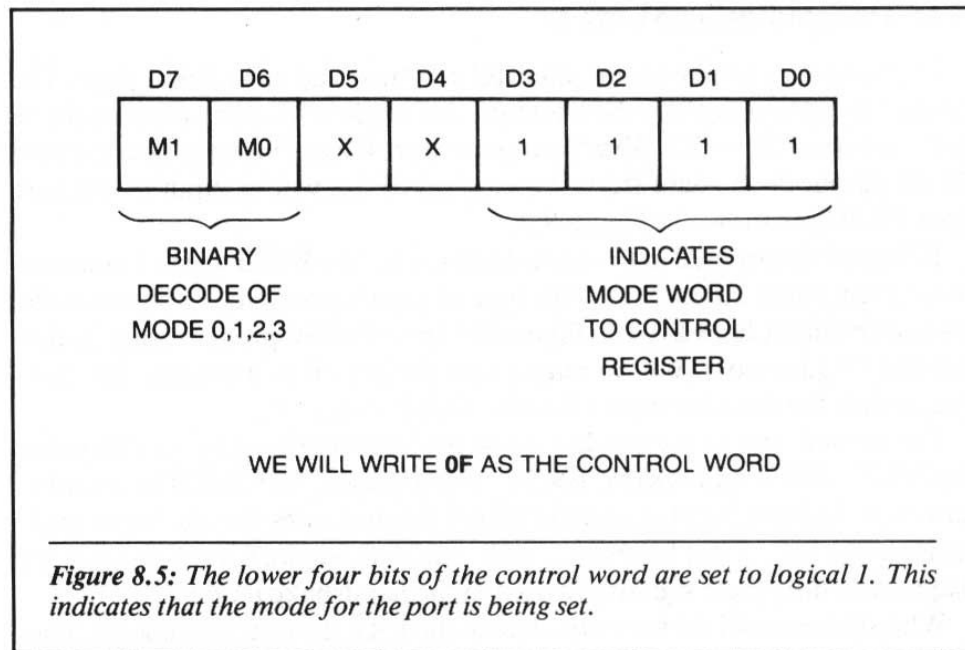 D7 D6 D5 D4 D3 D2 D1 D0
M1 M0 X X 1 1 1 1
BINARY
DECODE OF
MODE 0,1,2,3
INDICATES
MODE WORD
TO CONTROL
REGISTER
WE WILL WRITE 0F AS THE CONTROL WORD
Figure 8.5: The lower four bits of the control word are set to logical 1. This
indicates that the mode for the port is being set.